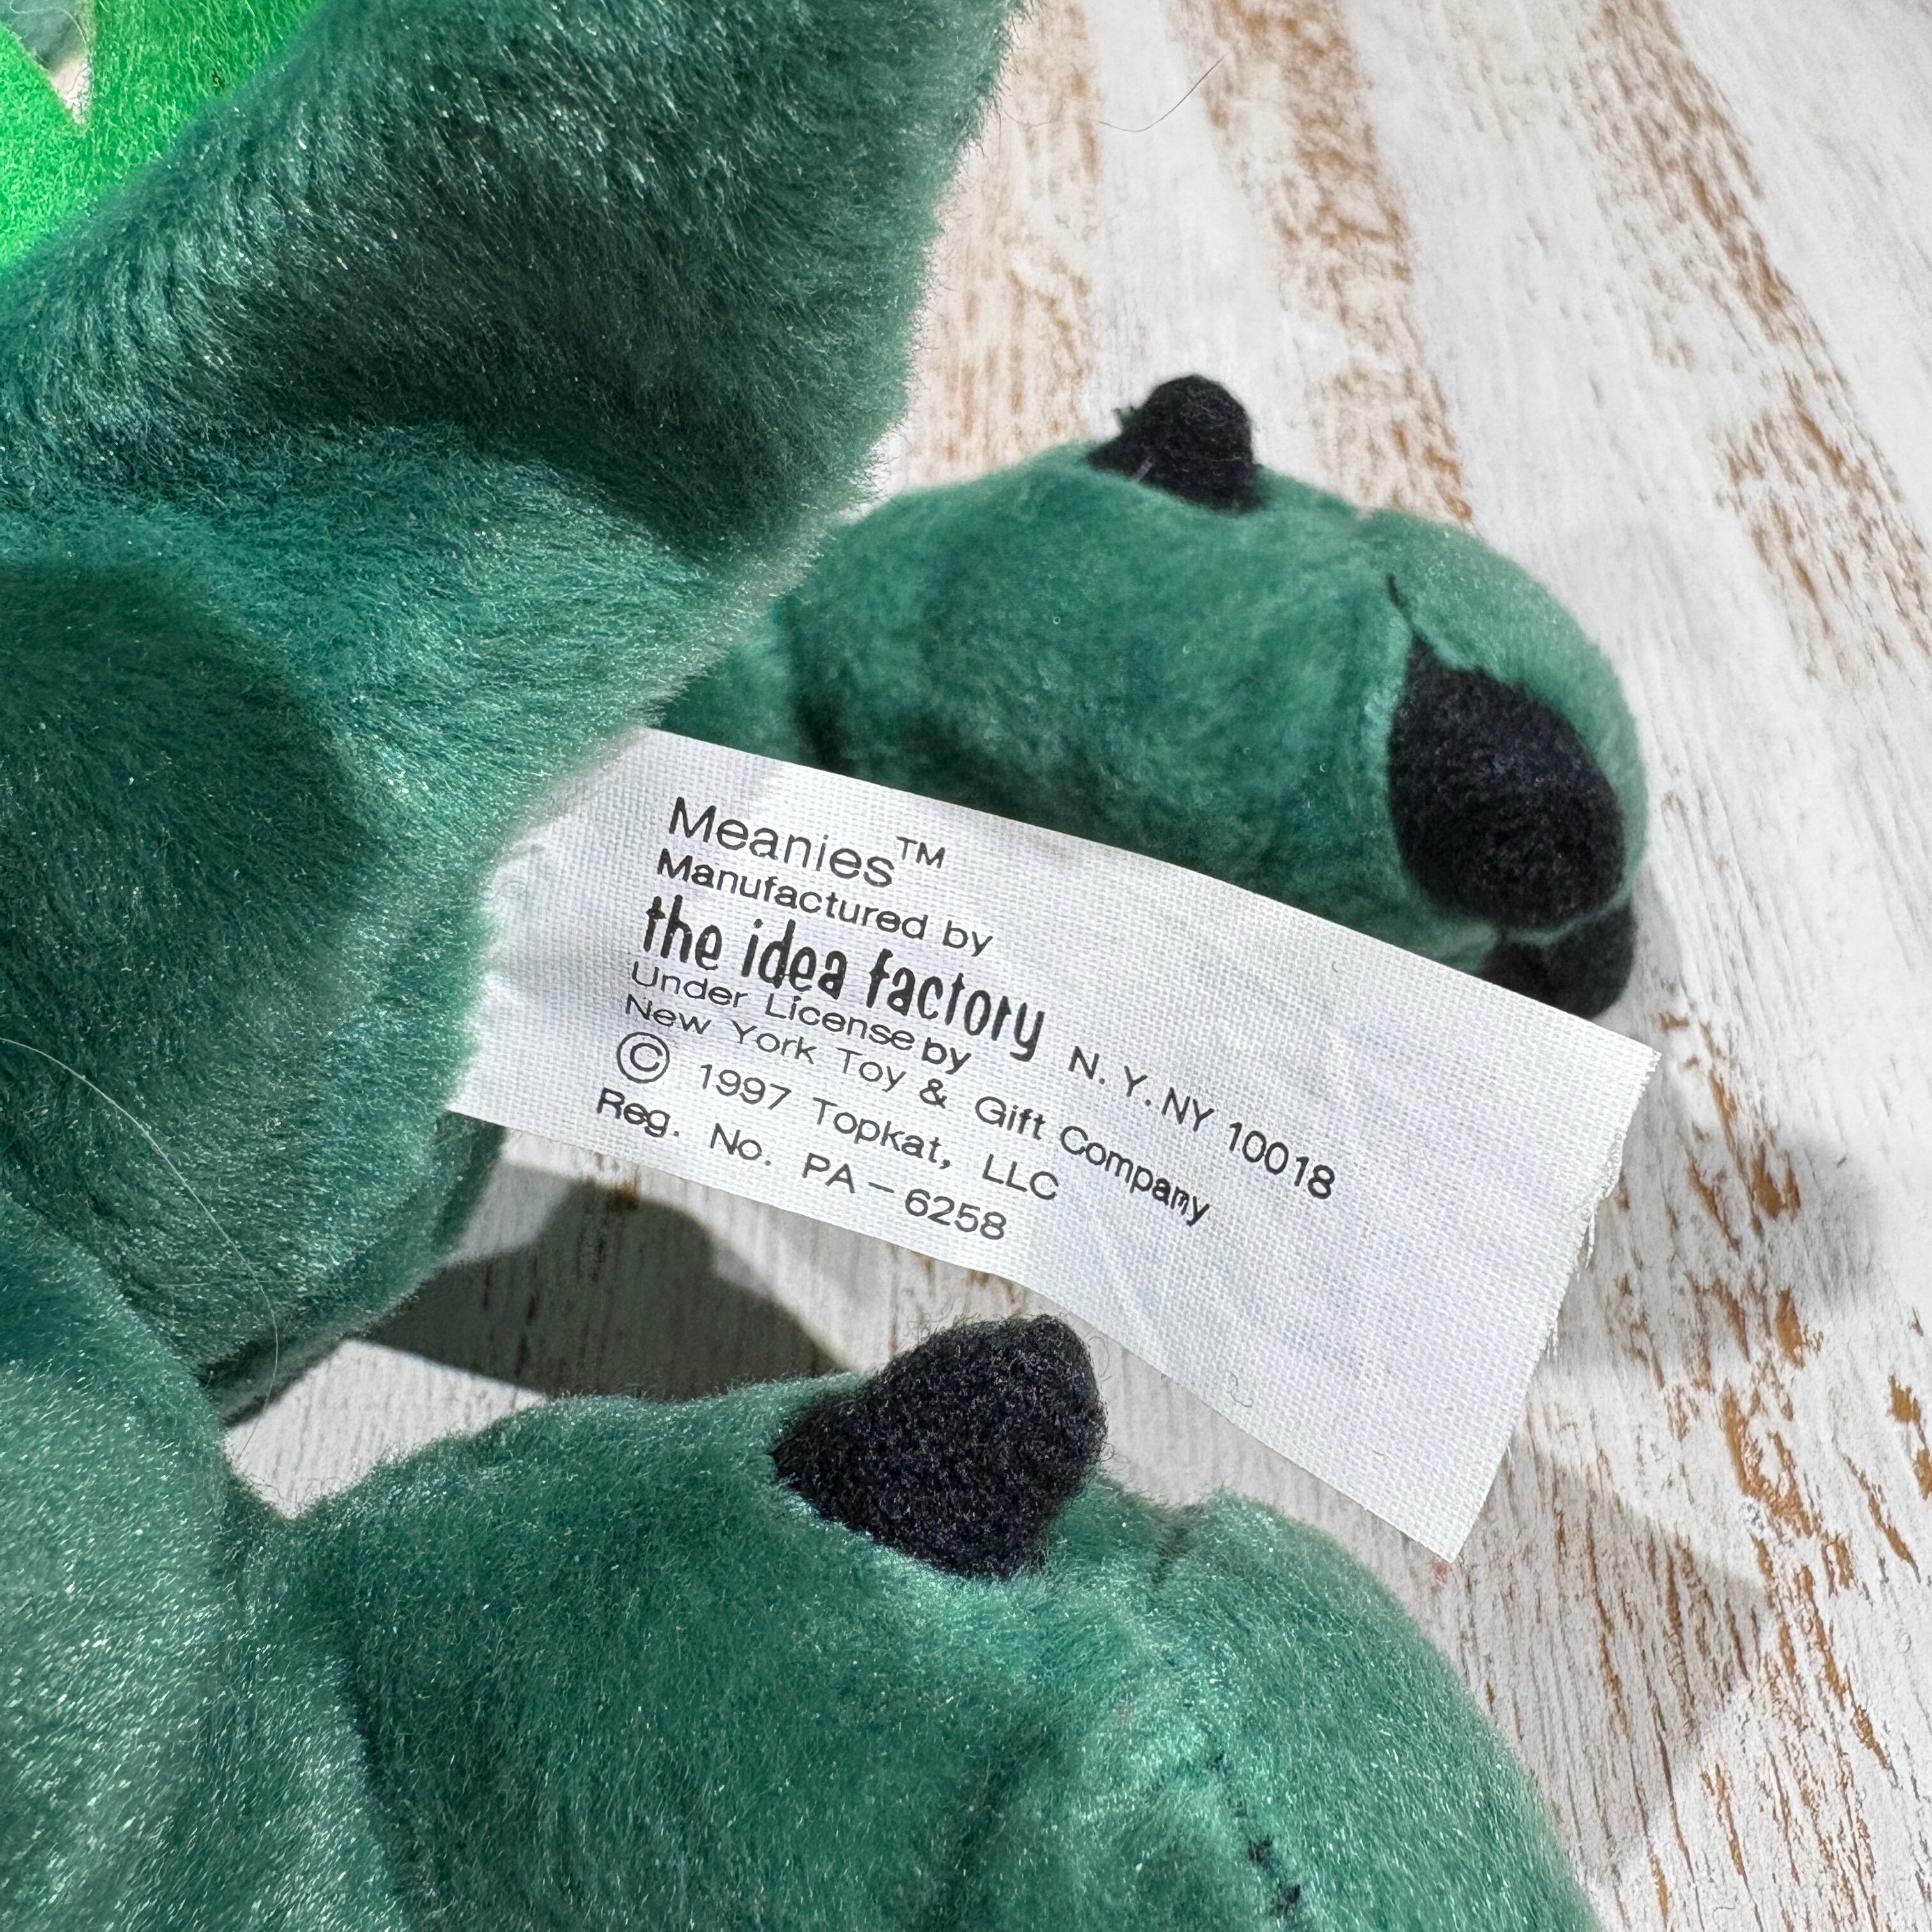 Meanies™
Manufactured by
the idea factory N.Y. NY 10018
Under License by
New York Toy & Gift Company
© 1997 Topkat, LLC
Reg. No. PA-6258